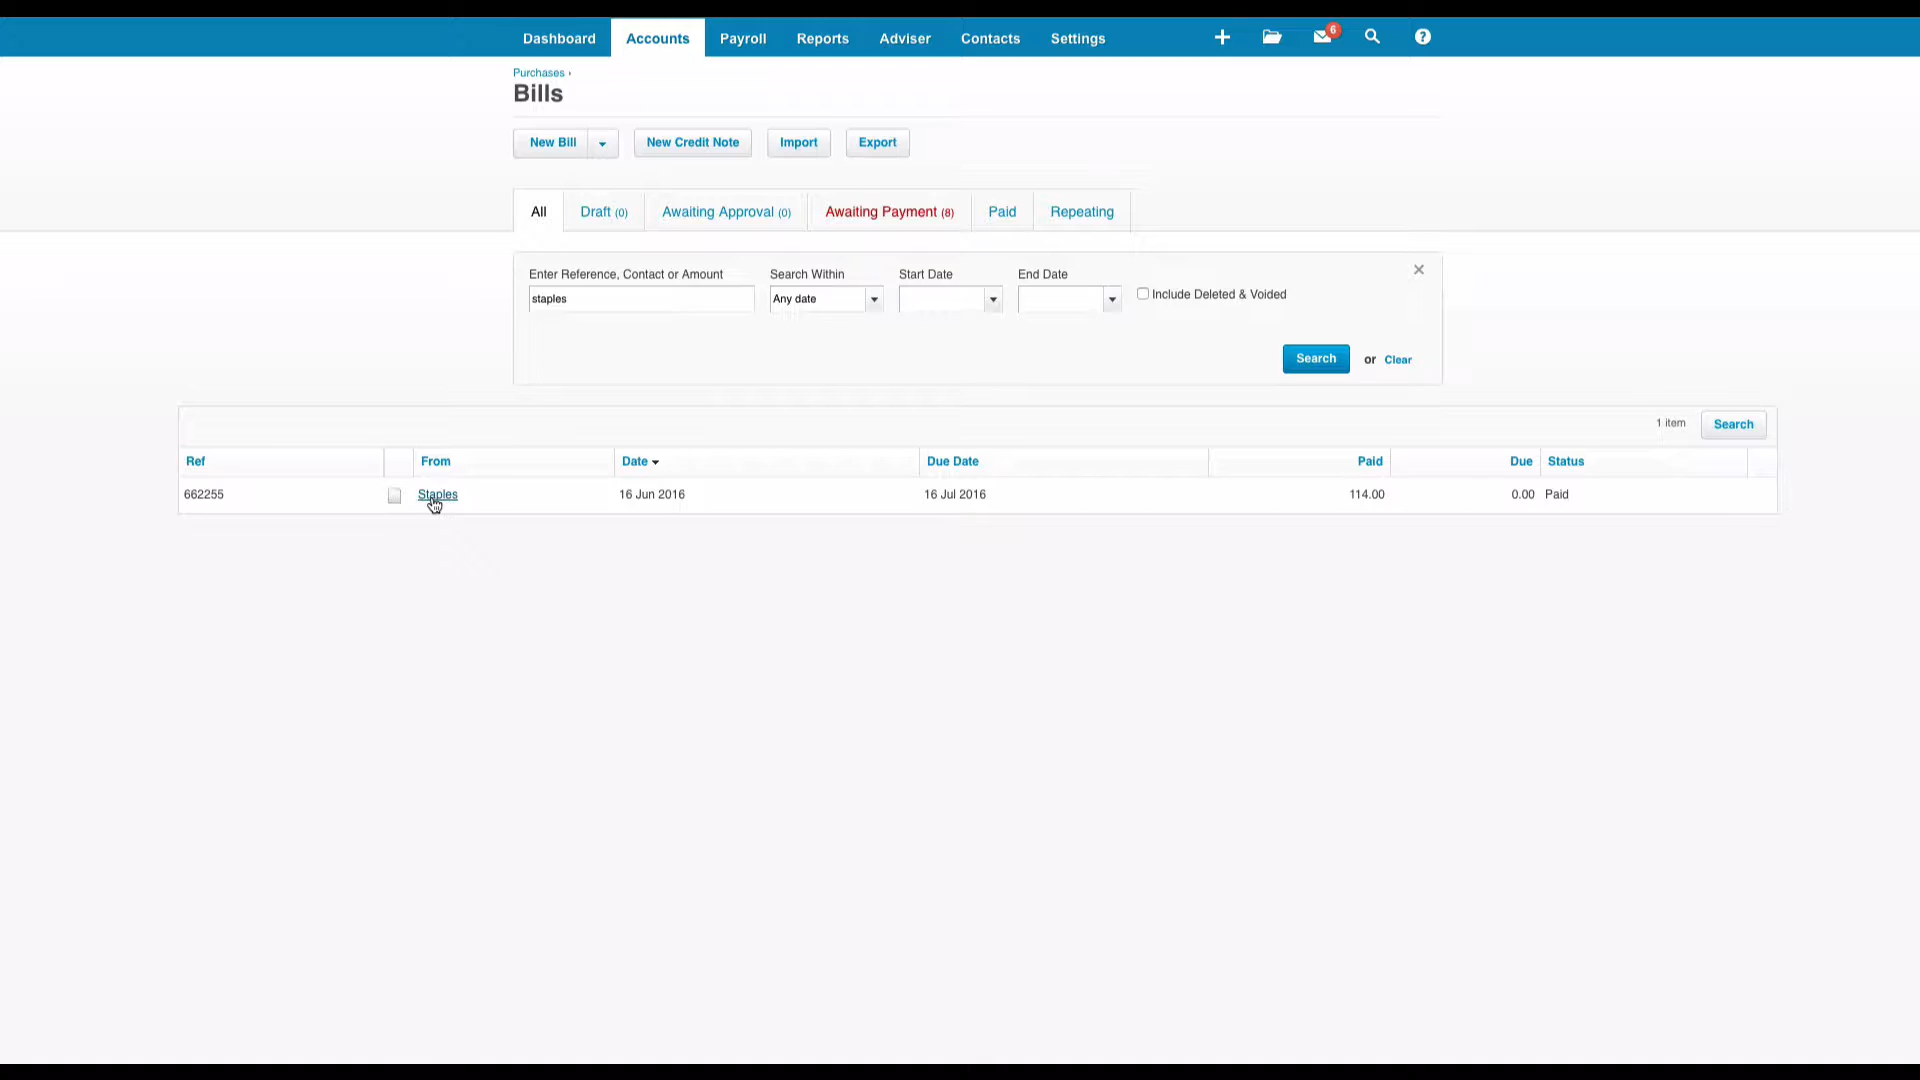 Dashboard Accounts Payroll Reports Adviser Contacts Settings 6 ?
Purchases ›
Bills
New Bill New Credit Note Import Export
All Draft (0) Awaiting Approval (0) Awaiting Payment (8) Paid Repeating
Enter Reference, Contact or Amount Search Within Start Date End Date
staples Any date Include Deleted & Voided
Search or Clear
1 item Search
Ref From Date Due Date Paid Due Status
662255 Staples 16 Jun 2016 16 Jul 2016 114.00 0.00 Paid